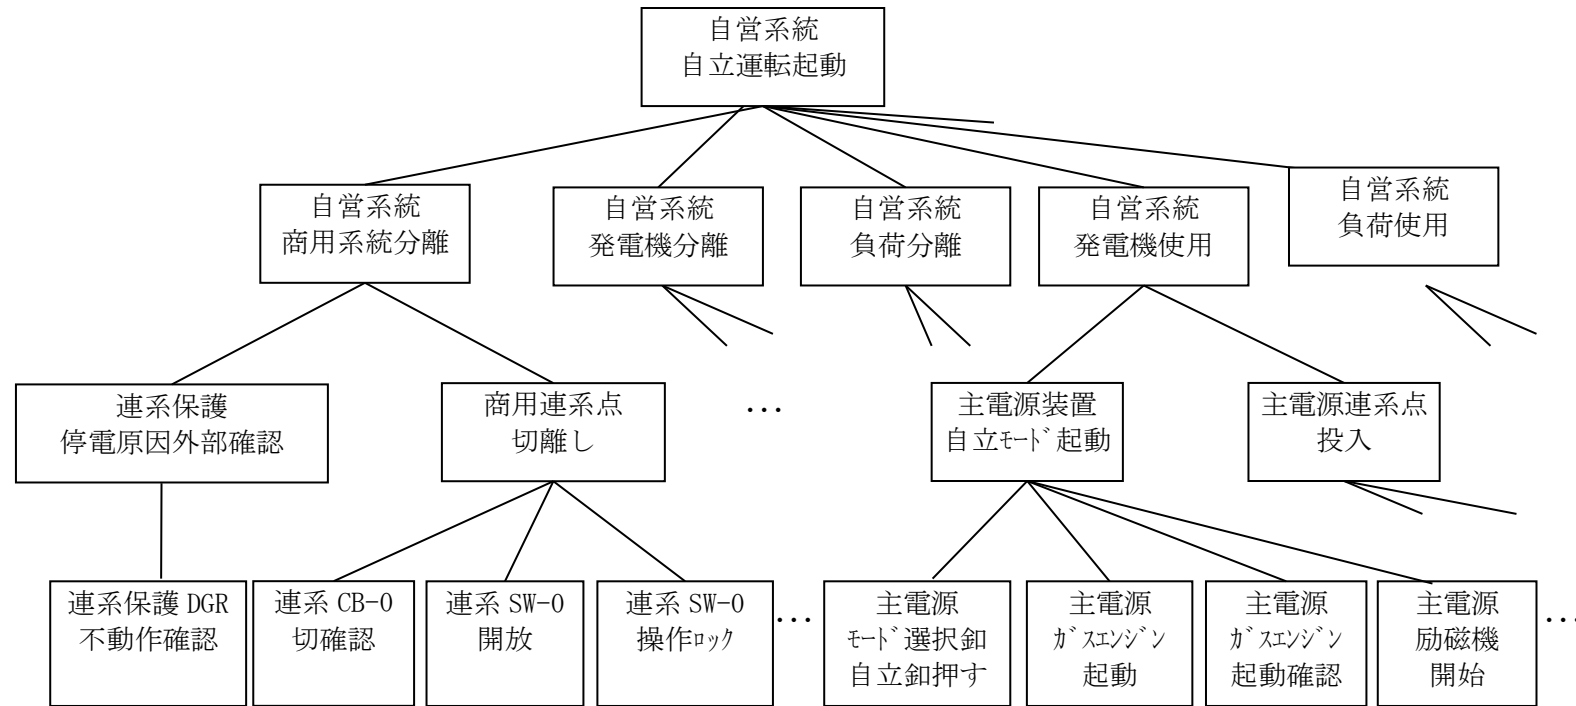 自営系統
自立運転起動
自営系統
商用系統分離
自営系統
発電機分離
自営系統
負荷分離
自営系統
発電機使用
自営系統
負荷使用
連系保護
停電原因外部確認
商用連系点
切離し
...
主電源装置
自立ﾓｰﾄﾞ起動
主電源連系点
投入
連系保護 DGR
不動作確認
連系 CB-0
切確認
連系 SW-0
開放
連系 SW-0
操作ﾛｯｸ
...
主電源
ﾓｰﾄﾞ選択釦
自立釦押す
主電源
ｶﾞｽｴﾝｼﾞﾝ
起動
主電源
ｶﾞｽｴﾝｼﾞﾝ
起動確認
主電源
励磁機
開始
...